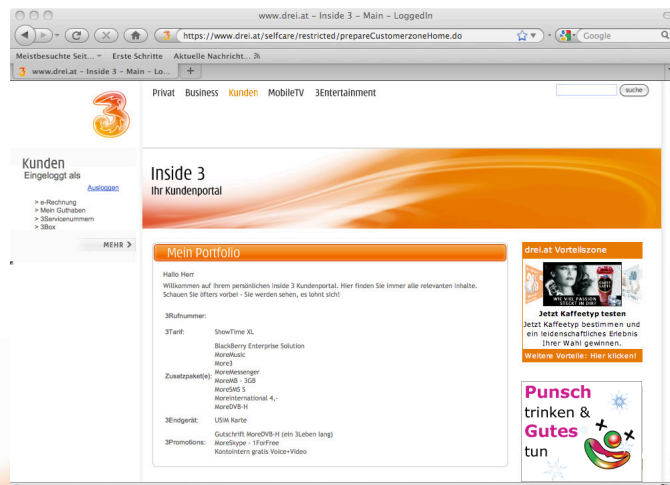 www.drei.at – Inside 3 – Main – LoggedIn
https://www.drei.at/selfcare/restricted/prepareCustomerzoneHome.do
Google
Meistbesuchte Seit... Erste Schritte Aktuelle Nachricht...
www.drei.at – Inside 3 – Main – Lo...
Privat Business Kunden MobileTV 3Entertainment
suche
Kunden
Eingeloggt als
Ausloggen
> e-Rechnung
> Mein Guthaben
> 3Servicenummern
> 3Box
MEHR >
Inside 3
Ihr Kundenportal
Mein Portfolio
Hallo Herr
Willkommen auf Ihrem persönlichen Inside 3 Kundenportal. Hier finden Sie immer alle relevanten Inhalte.
Schauen Sie öfters vorbei - Sie werden sehen, es lohnt sich!
3Rufnummer:
3Tarif: ShowTime XL
Zusatzpaket(e): BlackBerry Enterprise Solution
MoreMusic
More3
MoreMessenger
MoreMB - 3GB
MoreSMS S
MoreInternational 4,-
MoreDVB-H
3Endgerät: USIM Karte
3Promotions: Gutschrift MoreDVB-H (ein 3Leben lang)
MoreSkype - 1ForFree
KontoIntern gratis Voice+Video
drei.at Vorteilszone
WIE VIEL PASSION
STECKT IN DIR?
Jetzt Kaffeetyp testen
Jetzt Kaffeetyp bestimmen und
ein leidenschaftliches Erlebnis
Ihrer Wahl gewinnen.
Weitere Vorteile: Hier klicken!
Punsch
trinken &
Gutes
tun